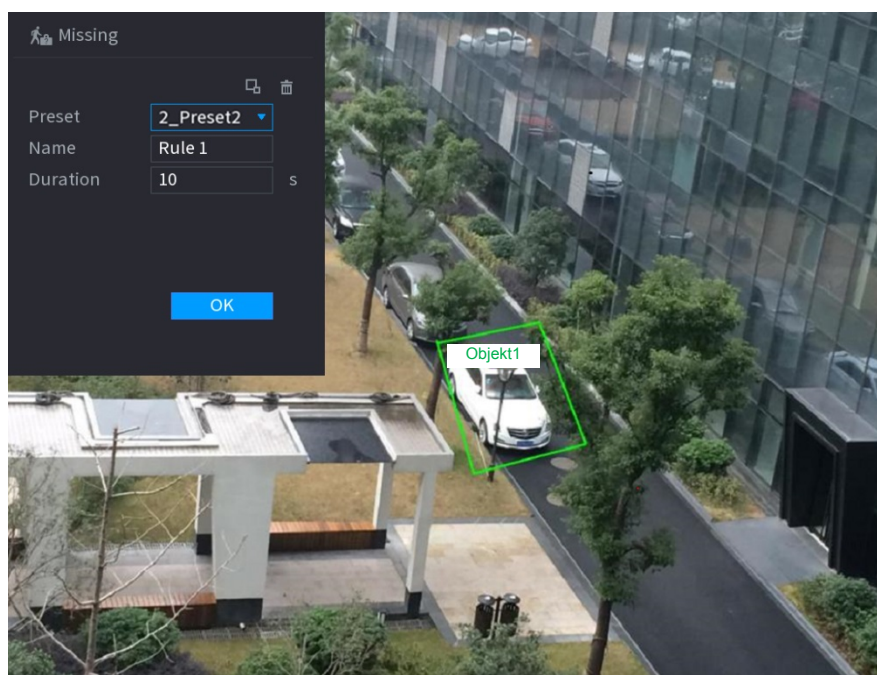 Missing
Preset 2_Preset2
Name Rule 1
Duration 10 s
OK
Objekt1